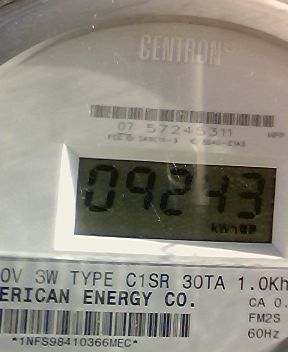 CENTRON®
07 57245311
09243
kWh
0V 3W TYPE C1SR 30TA 1.0Kh
ERICAN ENERGY CO.
CA 0.
FM2S
60Hz
*1NFS98410366MEC*